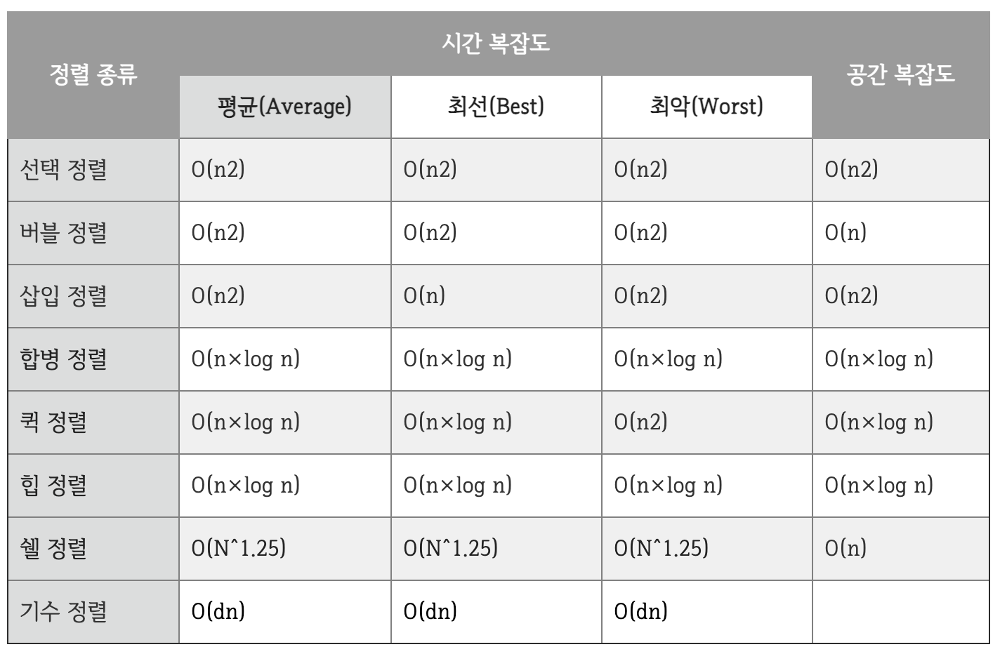 정렬 종류 시간 복잡도 공간 복잡도
평균(Average) 최선(Best) 최악(Worst)
선택 정렬 O(n2) O(n2) O(n2) O(n2)
버블 정렬 O(n2) O(n2) O(n2) O(n)
삽입 정렬 O(n2) O(n) O(n2) O(n2)
합병 정렬 O(n×log n) O(n×log n) O(n×log n) O(n×log n)
퀵 정렬 O(n×log n) O(n×log n) O(n2) O(n×log n)
힙 정렬 O(n×log n) O(n×log n) O(n×log n) O(n×log n)
쉘 정렬 O(N^1.25) O(N^1.25) O(N^1.25) O(n)
기수 정렬 O(dn) O(dn) O(dn)